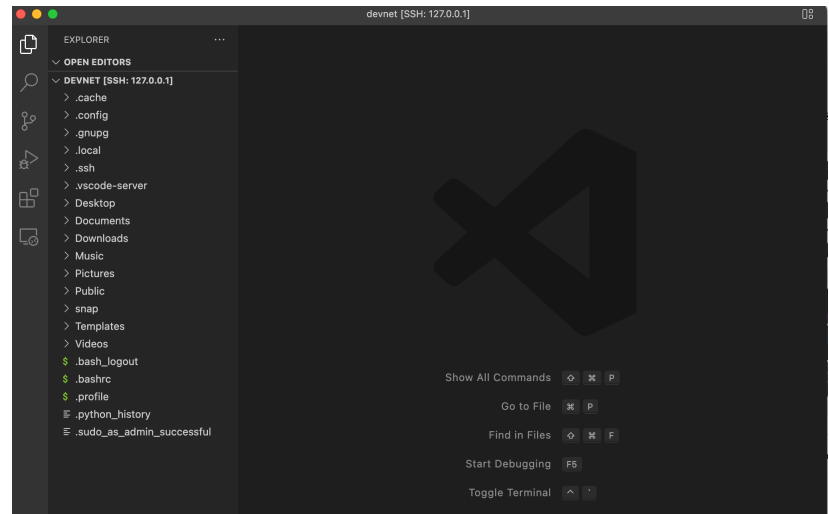 devnet [SSH: 127.0.0.1]
EXPLORER
OPEN EDITORS
DEVNET [SSH: 127.0.0.1]
.cache
.config
.gnupg
.local
.ssh
.vscode-server
Desktop
Documents
Downloads
Music
Pictures
Public
snap
Templates
Videos
$ .bash_logout
$ .bashrc
$ .profile
.python_history
.sudo_as_admin_successful
Show All Commands ⇧ ⌘ P
Go to File ⌘ P
Find in Files ⇧ ⌘ F
Start Debugging F5
Toggle Terminal ^ `